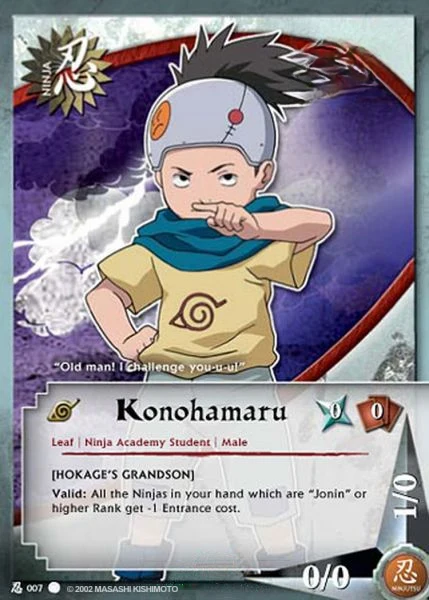 忍
NINJA
"Old man! I challenge you-u-u!"
Konohamaru
0
0
Leaf | Ninja Academy Student | Male
[HOKAGE'S GRANDSON]
Valid: All the Ninjas in your hand which are "Jonin" or
higher Rank get -1 Entrance cost.
1/0
0/0
忍
NINJUTSU
忍 007 © 2002 MASASHI KISHIMOTO